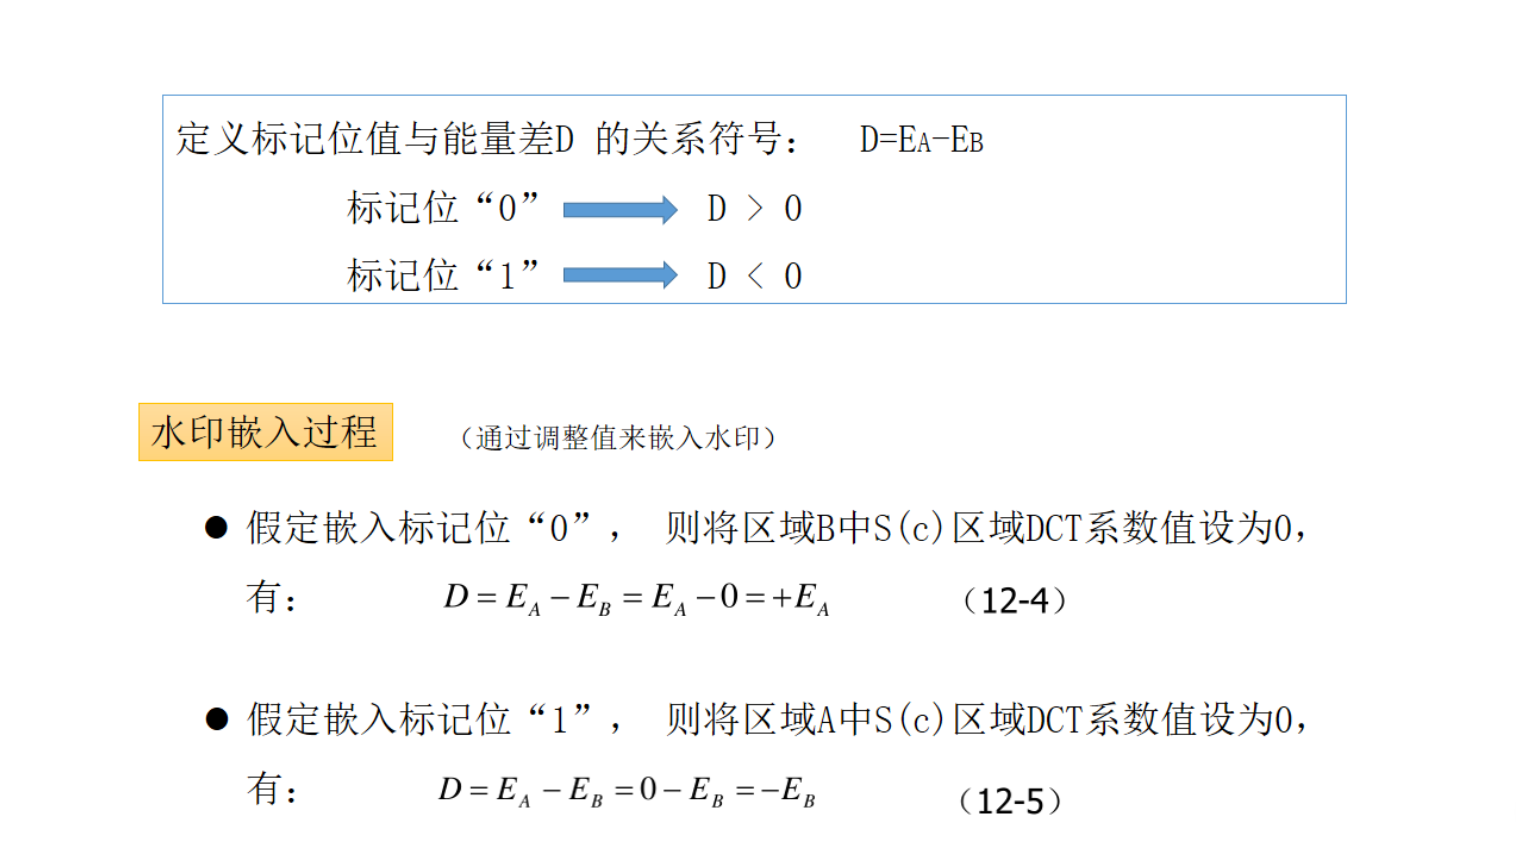 定义标记位值与能量差D 的关系符号： D=EA-EB
标记位“0” D > 0
标记位“1” D < 0
水印嵌入过程 （通过调整值来嵌入水印）
● 假定嵌入标记位“0”， 则将区域B中S(c)区域DCT系数值设为0，
有： D = E_A − E_B = E_A − 0 = +E_A （12-4）
● 假定嵌入标记位“1”， 则将区域A中S(c)区域DCT系数值设为0，
有： D = E_A − E_B = 0 − E_B = −E_B （12-5）